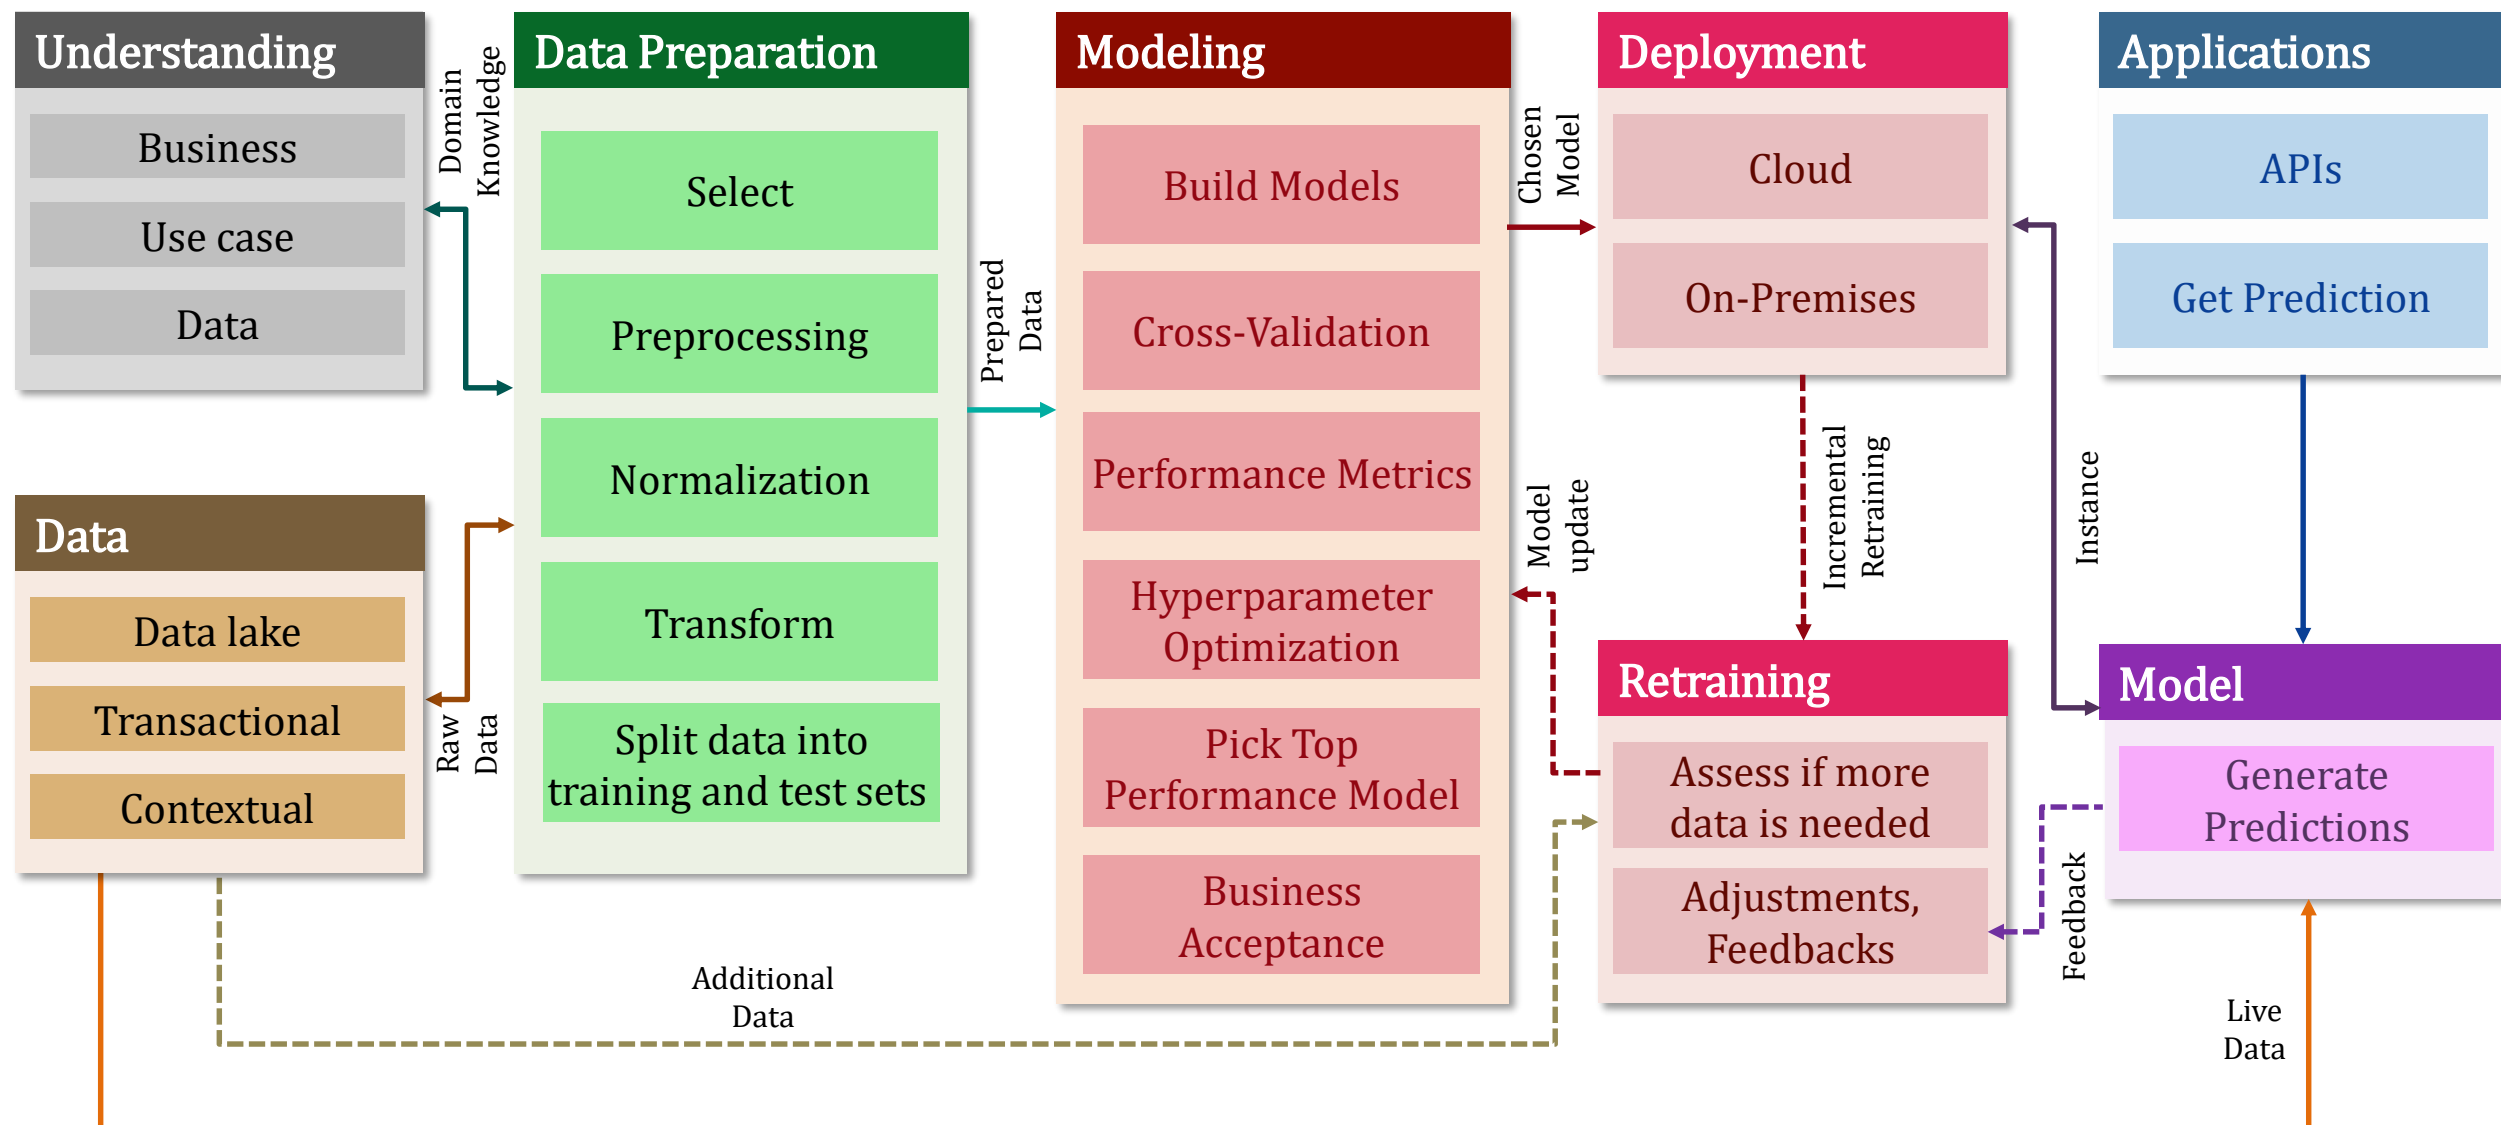 Understanding
Business
Use case
Data
Domain
Knowledge
Data Preparation
Select
Preprocessing
Normalization
Transform
Split data into
training and test sets
Data
Data lake
Transactional
Contextual
Raw
Data
Prepared
Data
Modeling
Build Models
Cross-Validation
Performance Metrics
Hyperparameter
Optimization
Pick Top
Performance Model
Business
Acceptance
Chosen
Model
Deployment
Cloud
On-Premises
Incremental
Retraining
Model
update
Retraining
Assess if more
data is needed
Adjustments,
Feedbacks
Applications
APIs
Get Prediction
Instance
Model
Generate
Predictions
Feedback
Additional
Data
Live
Data